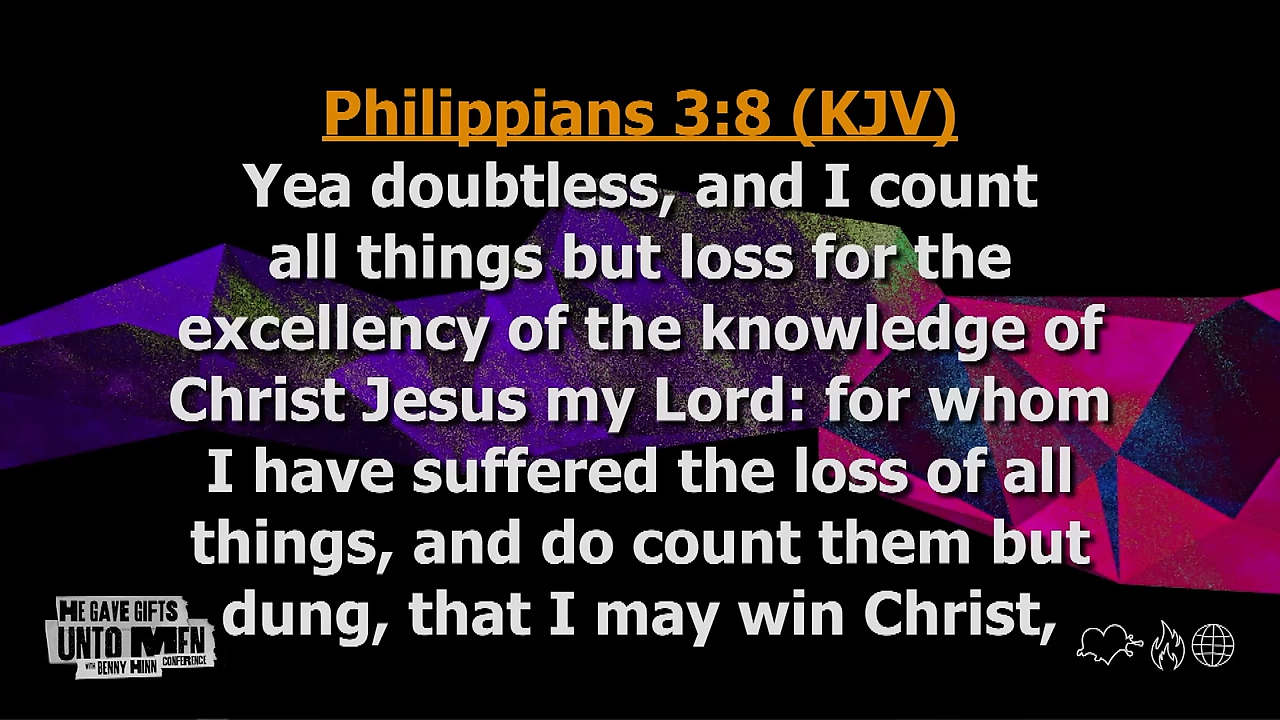 Philippians 3:8 (KJV)
Yea doubtless, and I count
all things but loss for the
excellency of the knowledge of
Christ Jesus my Lord: for whom
I have suffered the loss of all
things, and do count them but
dung, that I may win Christ,
HE GAVE GIFTS
UNTO MEN
WITH BENNY HINN CONFERENCE